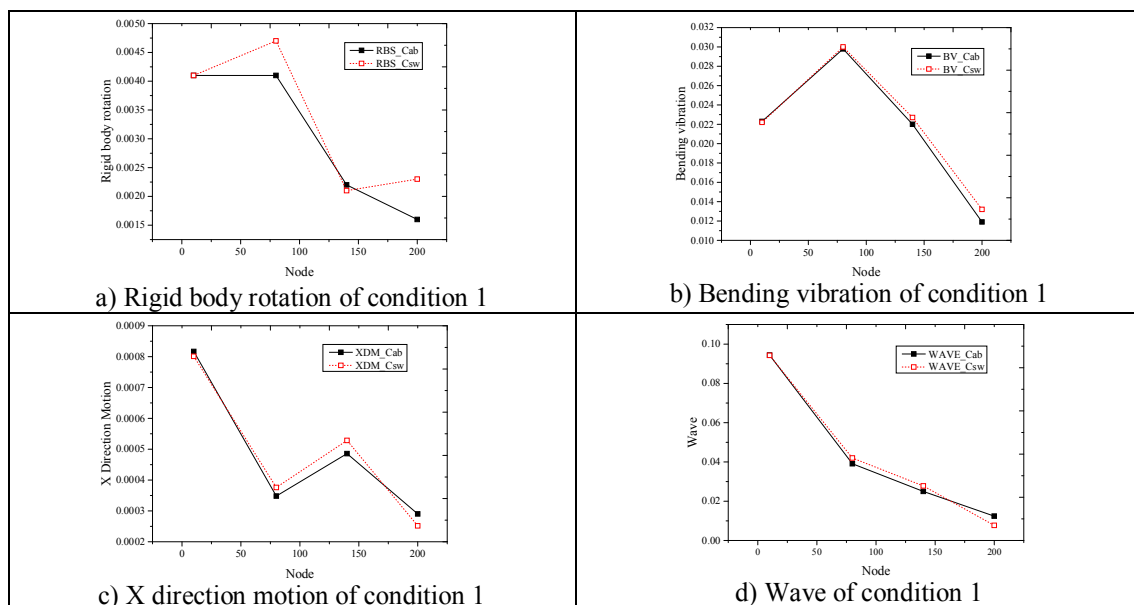 0.0050
0.0045
0.0040
0.0035
0.0030
0.0025
0.0020
0.0015
Rigid body rotation
RBS_Cab
RBS_Csw
0 50 100 150 200
Node
a) Rigid body rotation of condition 1
0.032
0.030
0.028
0.026
0.024
0.022
0.020
0.018
0.016
0.014
0.012
0.010
Bending vibration
BV_Cab
BV_Csw
0 50 100 150 200
Node
b) Bending vibration of condition 1
0.0009
0.0008
0.0007
0.0006
0.0005
0.0004
0.0003
0.0002
X Direction Motion
XDM_Cab
XDM_Csw
0 50 100 150 200
Node
c) X direction motion of condition 1
0.10
0.08
0.06
0.04
0.02
0.00
Wave
WAVE_Cab
WAVE_Csw
0 50 100 150 200
Node
d) Wave of condition 1